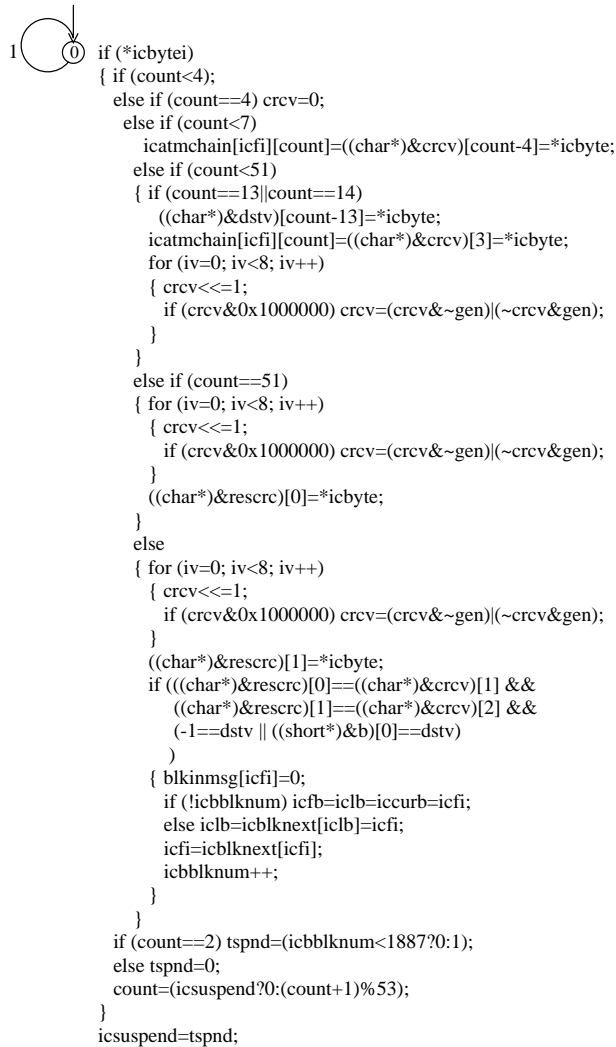 1 0 if (*icbytei)
{ if (count<4);
else if (count==4) crcv=0;
else if (count<7)
icatmchain[icfi][count]=((char*)&crcv)[count-4]=*icbyte;
else if (count<51)
{ if (count==13||count==14)
((char*)&dstv)[count-13]=*icbyte;
icatmchain[icfi][count]=((char*)&crcv)[3]=*icbyte;
for (iv=0; iv<8; iv++)
{ crcv<<=1;
if (crcv&0x1000000) crcv=(crcv&~gen)|(~crcv&gen);
}
}
else if (count==51)
{ for (iv=0; iv<8; iv++)
{ crcv<<=1;
if (crcv&0x1000000) crcv=(crcv&~gen)|(~crcv&gen);
}
((char*)&rescrc)[0]=*icbyte;
}
else
{ for (iv=0; iv<8; iv++)
{ crcv<<=1;
if (crcv&0x1000000) crcv=(crcv&~gen)|(~crcv&gen);
}
((char*)&rescrc)[1]=*icbyte;
if (((char*)&rescrc)[0]==((char*)&crcv)[1] &&
((char*)&rescrc)[1]==((char*)&crcv)[2] &&
(-1==dstv || ((short*)&b)[0]==dstv)
)
{ blkinmsg[icfi]=0;
if (!icbblknum) icfb=iclb=iccurb=icfi;
else iclb=icblknext[iclb]=icfi;
icfi=icblknext[icfi];
icbblknum++;
}
}
if (count==2) tspnd=(icbblknum<1887?0:1);
else tspnd=0;
count=(icsuspend?0:(count+1)%53);
}
icsuspend=tspnd;